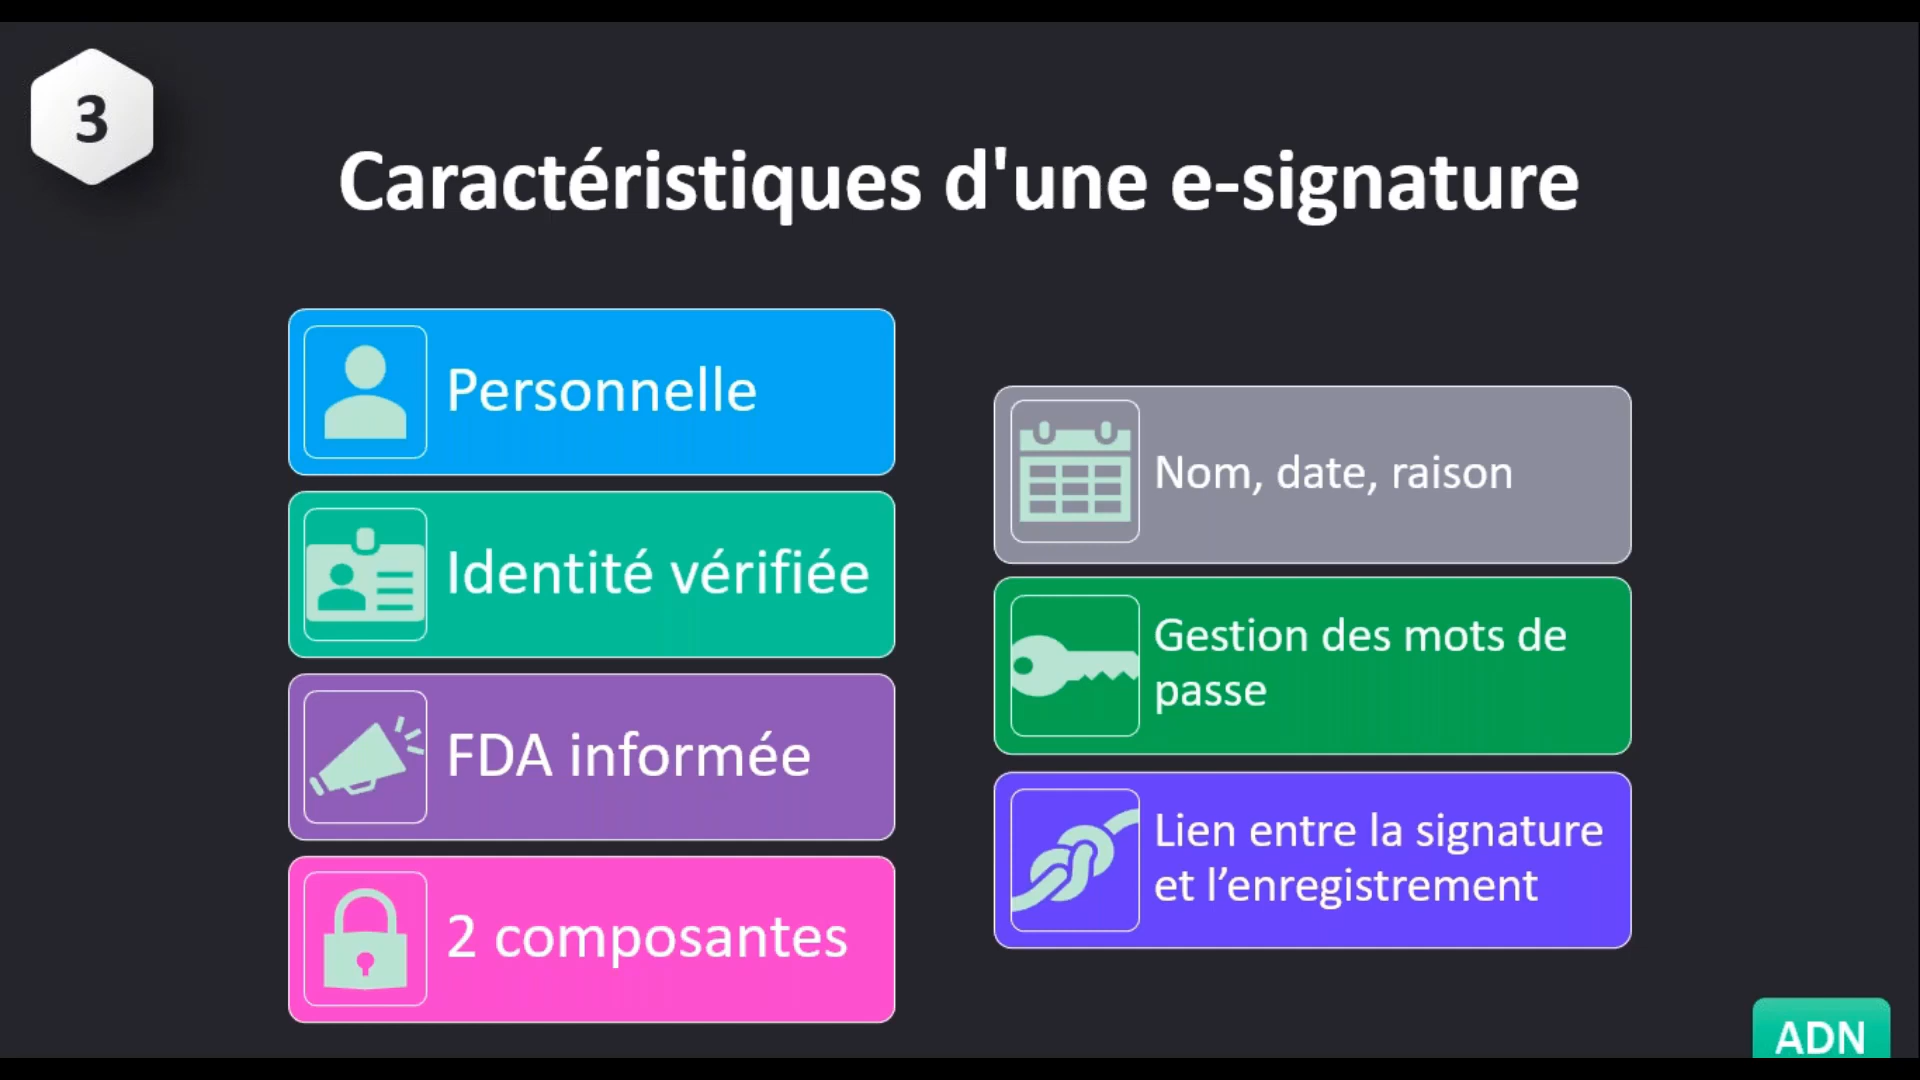 3
Caractéristiques d'une e-signature
Personnelle
Identité vérifiée
FDA informée
2 composantes
Nom, date, raison
Gestion des mots de
passe
Lien entre la signature
et l’enregistrement
ADN